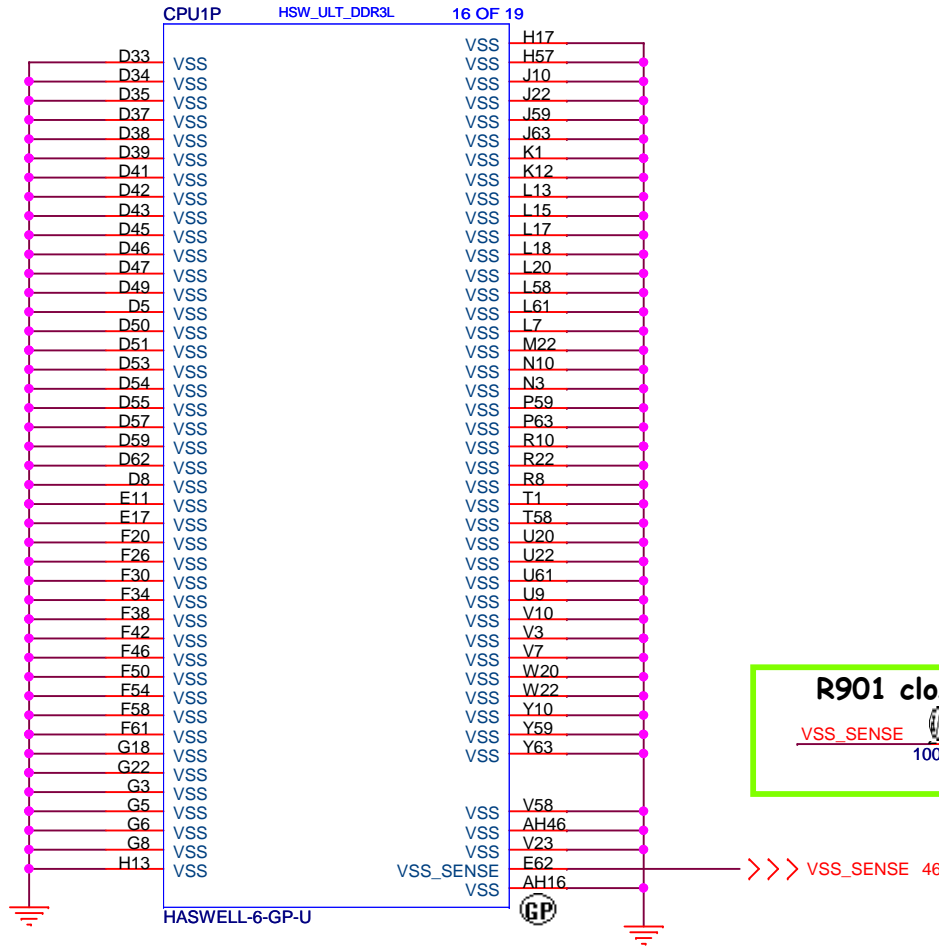 CPU1P HSW_ULT_DDR3L 16 OF 19
VSS H17
D33 VSS VSS H57
D34 VSS VSS J10
D35 VSS VSS J22
D37 VSS VSS J59
D38 VSS VSS J63
D39 VSS VSS K1
D41 VSS VSS K12
D42 VSS VSS L13
D43 VSS VSS L15
D45 VSS VSS L17
D46 VSS VSS L18
D47 VSS VSS L20
D49 VSS VSS L58
D5 VSS VSS L61
D50 VSS VSS L7
D51 VSS VSS M22
D53 VSS VSS N10
D54 VSS VSS N3
D55 VSS VSS P59
D57 VSS VSS P63
D59 VSS VSS R10
D62 VSS VSS R22
D8 VSS VSS R8
E11 VSS VSS T1
E17 VSS VSS T58
F20 VSS VSS U20
F26 VSS VSS U22
F30 VSS VSS U61
F34 VSS VSS U9
F38 VSS VSS V10
F42 VSS VSS V3
F46 VSS VSS V7
F50 VSS VSS W20
F54 VSS VSS W22
F58 VSS VSS Y10
F61 VSS VSS Y59
G18 VSS VSS Y63
G22 VSS
G3 VSS
G5 VSS VSS V58
G6 VSS VSS AH46
G8 VSS VSS V23
H13 VSS VSS_SENSE E62 VSS_SENSE 46
VSS AH16
HASWELL-6-GP-U GP
R901 clo
VSS_SENSE
100